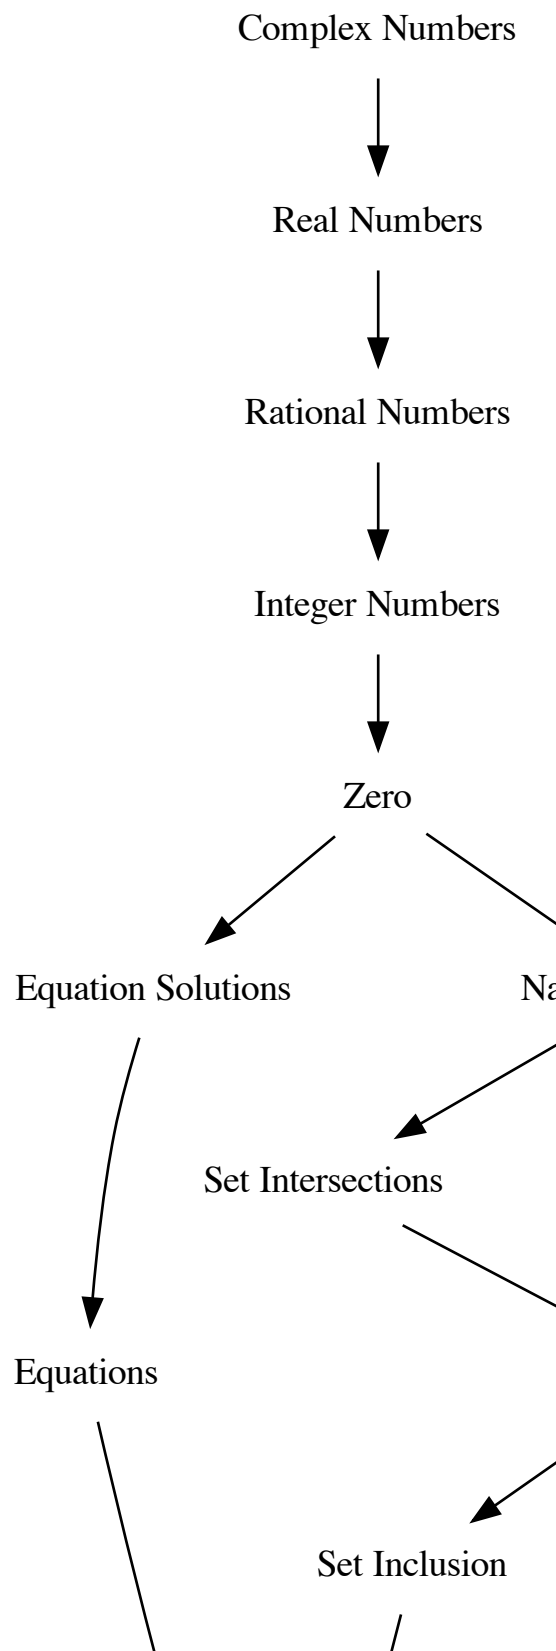 Complex Numbers
Real Numbers
Rational Numbers
Integer Numbers
Zero
Equation Solutions
Set Intersections
Equations
Set Inclusion